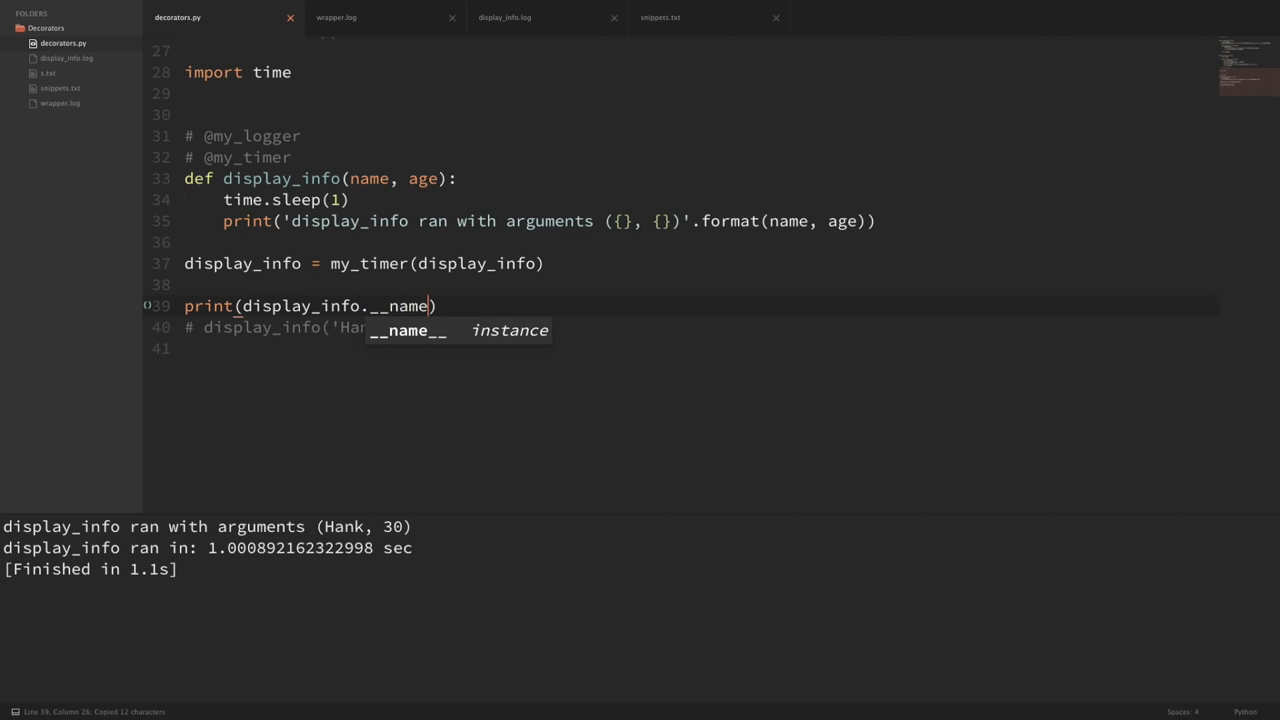 FOLDERS
Decorators
decorators.py
display_info.log
s.txt
snippets.txt
wrapper.log
decorators.py
wrapper.log
display_info.log
snippets.txt
27
28 import time
29
30
31 # @my_logger
32 # @my_timer
33 def display_info(name, age):
34 time.sleep(1)
35 print('display_info ran with arguments ({}, {})'.format(name, age))
36
37 display_info = my_timer(display_info)
38
39 print(display_info.__name)
40 # display_info('Han
__name__ instance
41
display_info ran with arguments (Hank, 30)
display_info ran in: 1.000892162322998 sec
[Finished in 1.1s]
Line 39, Column 26; Copied 12 characters
Spaces: 4
Python